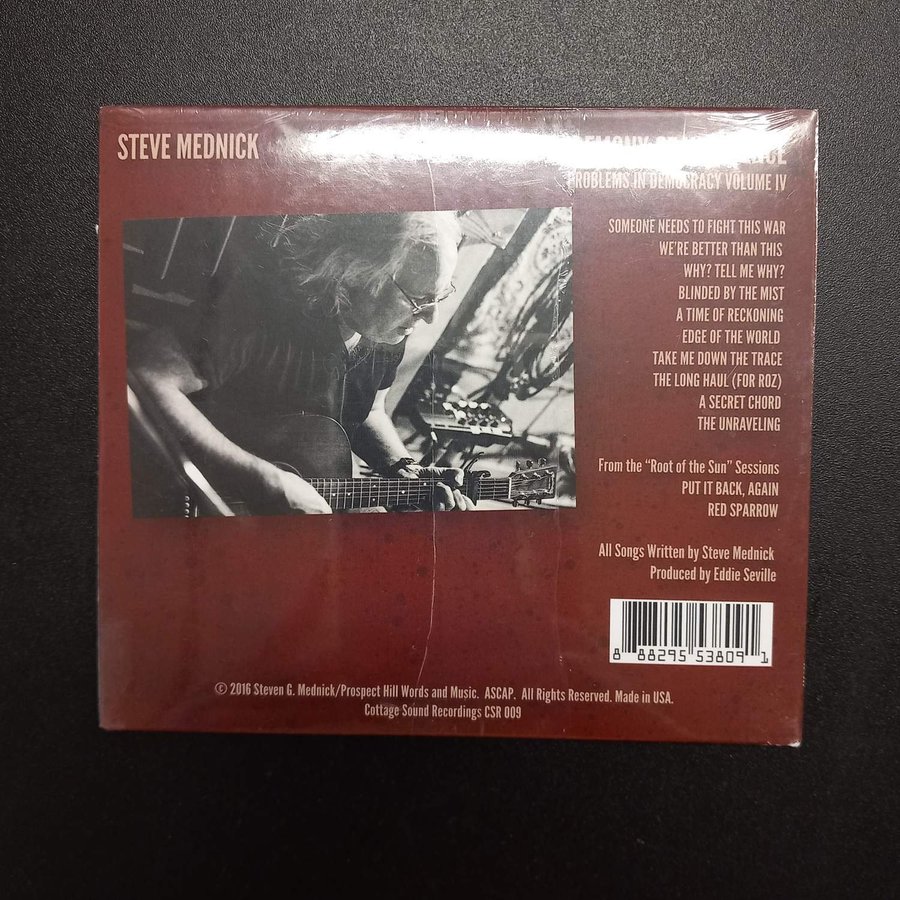 STEVE MEDNICK
PROBLEMS IN DEMOCRACY VOLUME IV
SOMEONE NEEDS TO FIGHT THIS WAR
WE'RE BETTER THAN THIS
WHY? TELL ME WHY?
BLINDED BY THE MIST
A TIME OF RECKONING
EDGE OF THE WORLD
TAKE ME DOWN THE TRACE
THE LONG HAUL (FOR ROZ)
A SECRET CHORD
THE UNRAVELING
From the “Root of the Sun” Sessions
PUT IT BACK, AGAIN
RED SPARROW
All Songs Written by Steve Mednick
Produced by Eddie Seville
8 88295 53809 1
© 2016 Steven G. Mednick/Prospect Hill Words and Music. ASCAP. All Rights Reserved. Made in USA.
Cottage Sound Recordings CSR 009